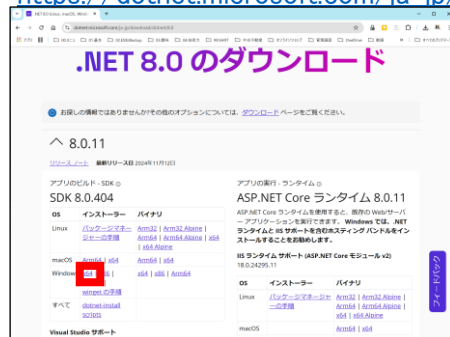 https://dotnet.microsoft.com/ja-jp/
.NET 8.0 のダウンロード
お探しの情報ではありませんか?その他のオプションについては、ダウンロード ページをご覧ください。
8.0.11
リリース ノート 最新リリース日 2024年11月12日
アプリのビルド - SDK
SDK 8.0.404
OS インストーラー バイナリ
Linux パッケージマネージャーの手順 Arm32 | Arm32 Alpine |
Arm64 | Arm64 Alpine | x64
| x64 Alpine
macOS Arm64 | x64 Arm64 | x64
Window x64 x86 |
x64 | x86 | Arm64
winget の手順
すべて dotnet-install
scripts
Visual Studio サポート
アプリの実行 - ランタイム
ASP.NET Core ランタイム 8.0.11
ASP.NET Core ランタイムを使用すると、既存の Web/サーバー アプリケーションを実行できます。 Windows では、.NET
ランタイムと IIS サポートを含むホスティング バンドルをイン
ストールすることをお勧めします。
IIS ランタイム サポート (ASP.NET Core モジュール v2)
18.0.24295.11
OS インストーラー バイナリ
Linux パッケージマネージャーの手順 Arm32 | Arm32 Alpine |
Arm64 | Arm64 Alpine |
x64 | x64 Alpine
macOS Arm64 | x64
フィードバック